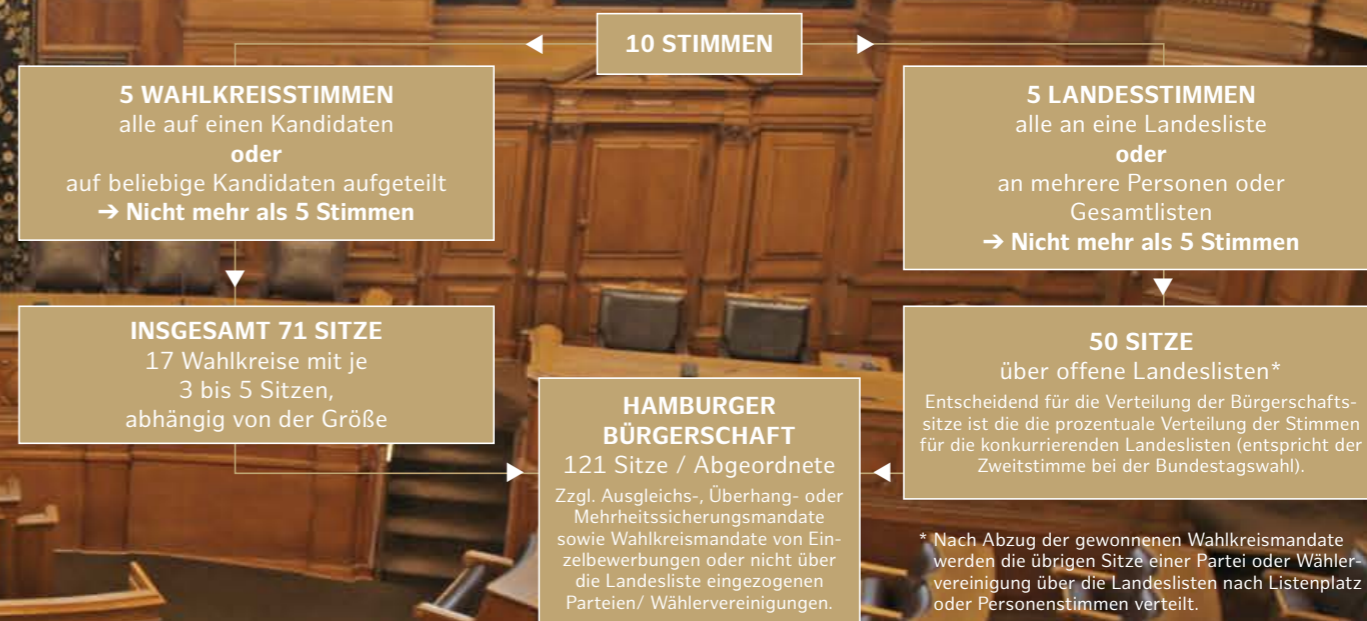 10 STIMMEN
5 WAHLKREISSTIMMEN
alle auf einen Kandidaten
oder
auf beliebige Kandidaten aufgeteilt
→ Nicht mehr als 5 Stimmen
5 LANDESSTIMMEN
alle an eine Landesliste
oder
an mehrere Personen oder
Gesamtlisten
→ Nicht mehr als 5 Stimmen
INSGESAMT 71 SITZE
17 Wahlkreise mit je
3 bis 5 Sitzen,
abhängig von der Größe
50 SITZE
über offene Landeslisten*
Entscheidend für die Verteilung der Bürgerschafts-
sitze ist die die prozentuale Verteilung der Stimmen
für die konkurrierenden Landeslisten (entspricht der
Zweitstimme bei der Bundestagswahl).
HAMBURGER
BÜRGERSCHAFT
121 Sitze / Abgeordnete
Zzgl. Ausgleichs-, Überhang- oder
Mehrheitssicherungsmandate
sowie Wahlkreismandate von Ein-
zelbewerbungen oder nicht über
die Landesliste eingezogenen
Parteien/ Wählervereinigungen.
* Nach Abzug der gewonnenen Wahlkreismandate
werden die übrigen Sitze einer Partei oder Wähler-
vereinigung über die Landeslisten nach Listenplatz
oder Personenstimmen verteilt.